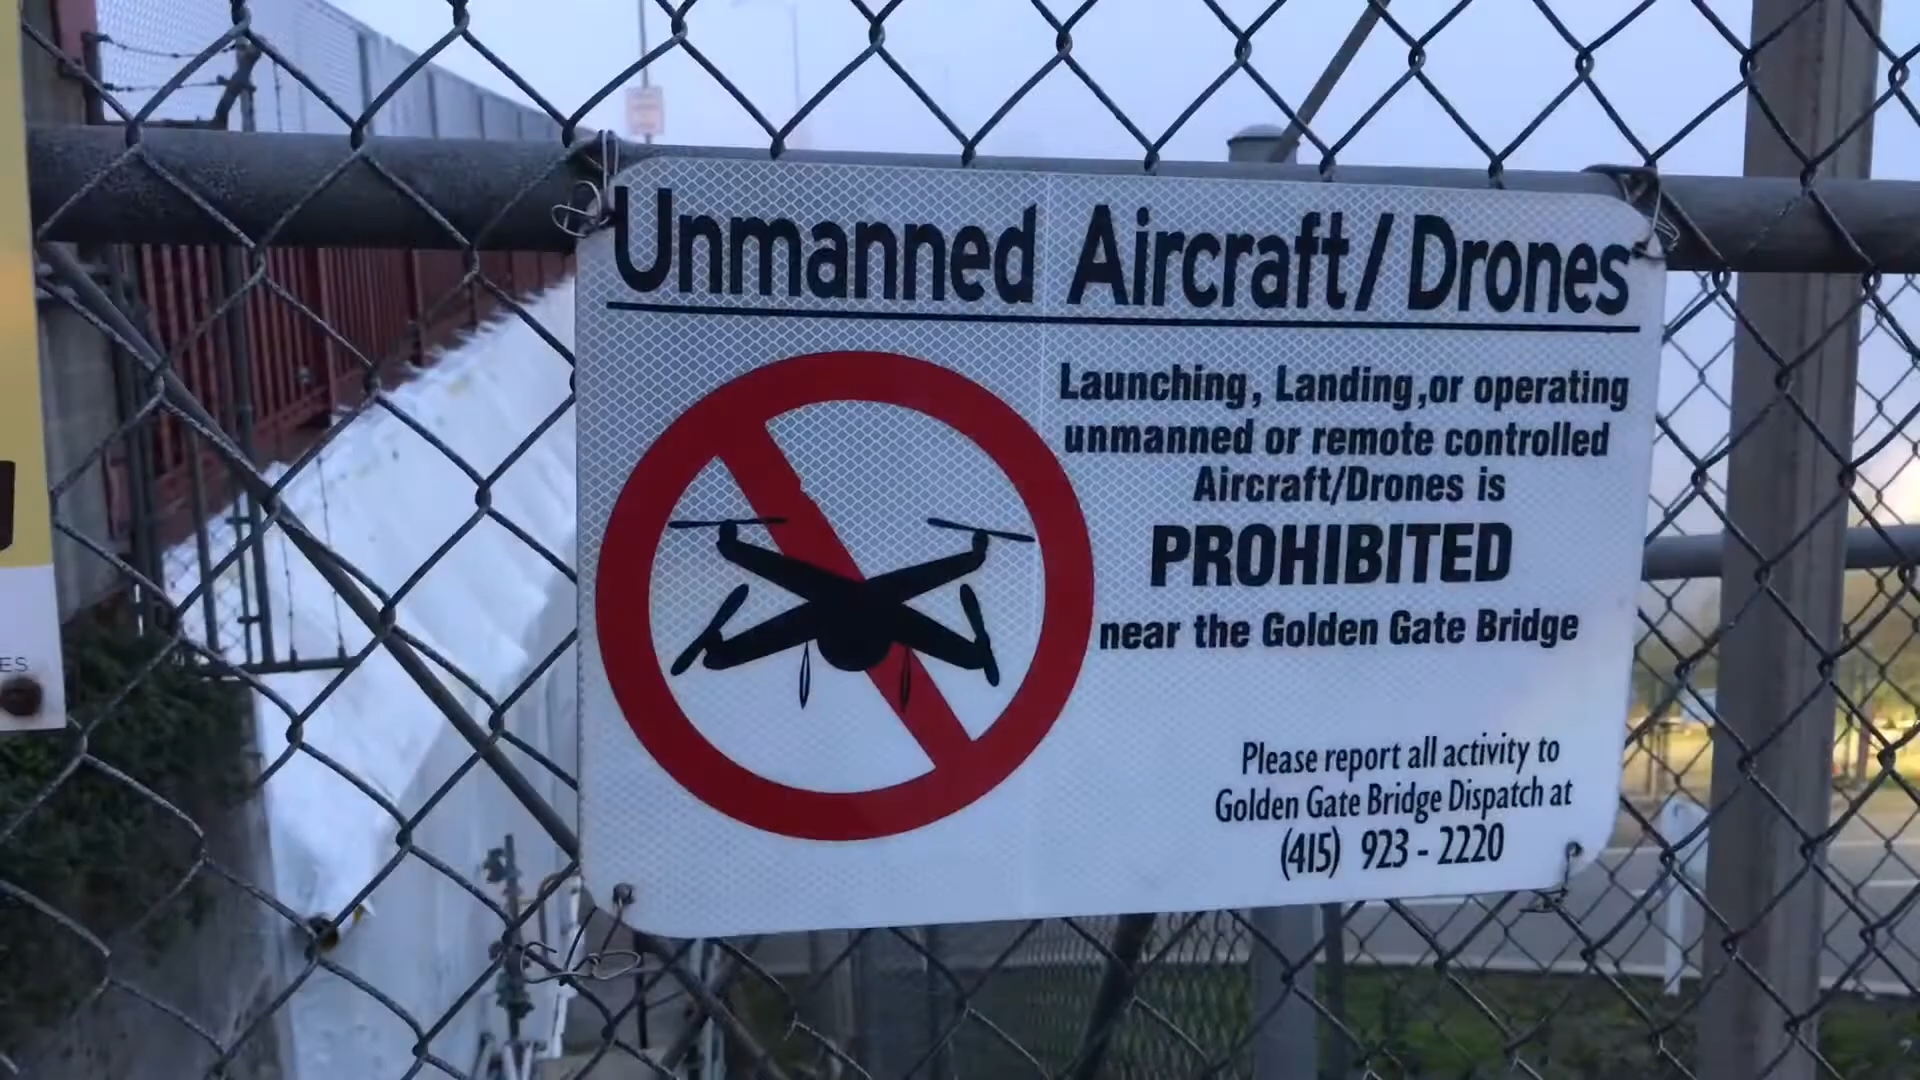 Unmanned Aircraft/Drones
Launching, Landing,or operating
unmanned or remote controlled
Aircraft/Drones is
PROHIBITED
near the Golden Gate Bridge
Please report all activity to
Golden Gate Bridge Dispatch at
(415) 923 - 2220
ES